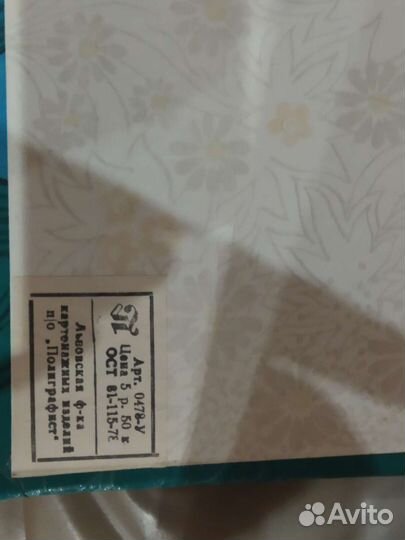 Львовская ф-ка
картонажных изделий
п/о „Полиграфист"
Арт. 0478-У
Цена 5 р. 50 к
ОСТ 81-115-78
Avito